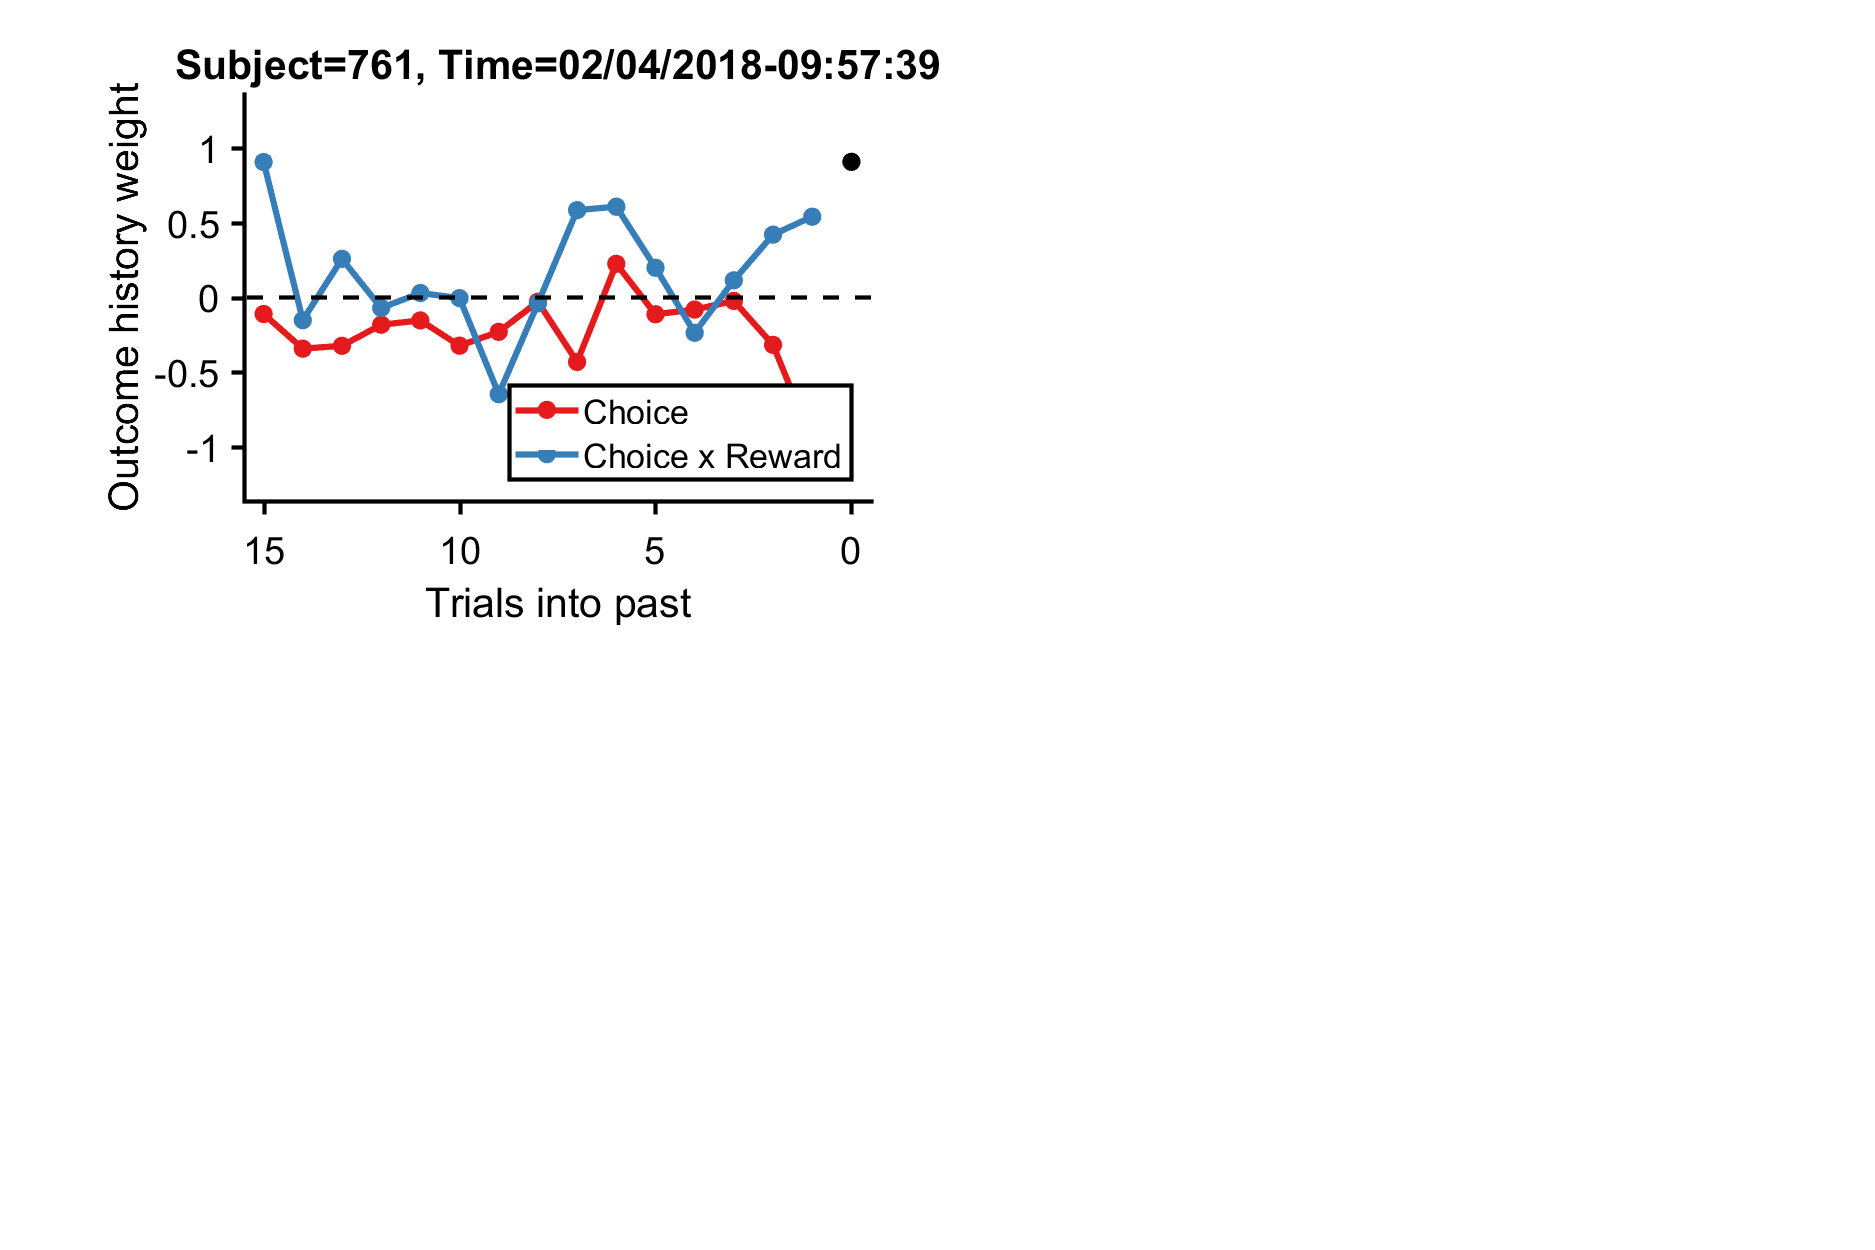 Subject=761, Time=02/04/2018-09:57:39
Outcome history weight
1
0.5
0
-0.5
-1
Choice
Choice x Reward
15 10 5 0
Trials into past